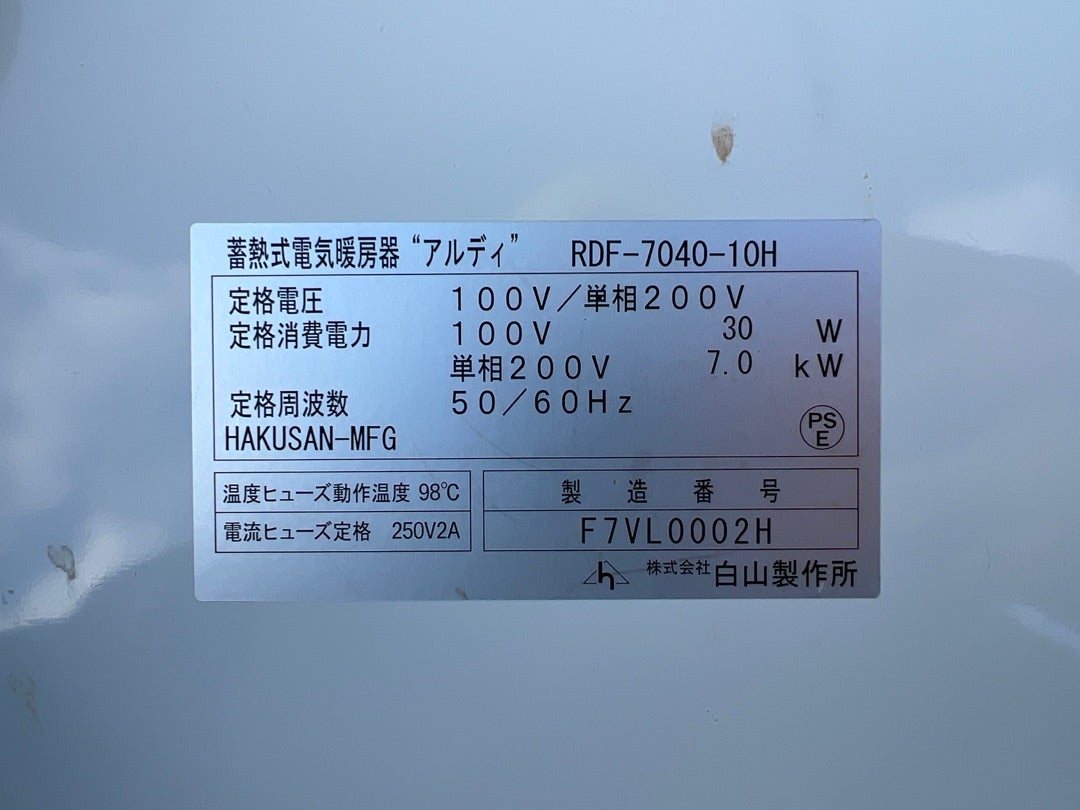 蓄熱式電気暖房器 “アルディ” RDF-7040-10H
定格電圧 100V/単相200V
定格消費電力 100V 30 W
単相200V 7.0 kW
定格周波数 50/60Hz
HAKUSAN-MFG
PS
E
温度ヒューズ動作温度 98℃
電流ヒューズ定格 250V2A
製造番号
F7VL0002H
h 株式会社白山製作所